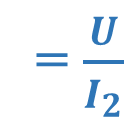 = U / I₂